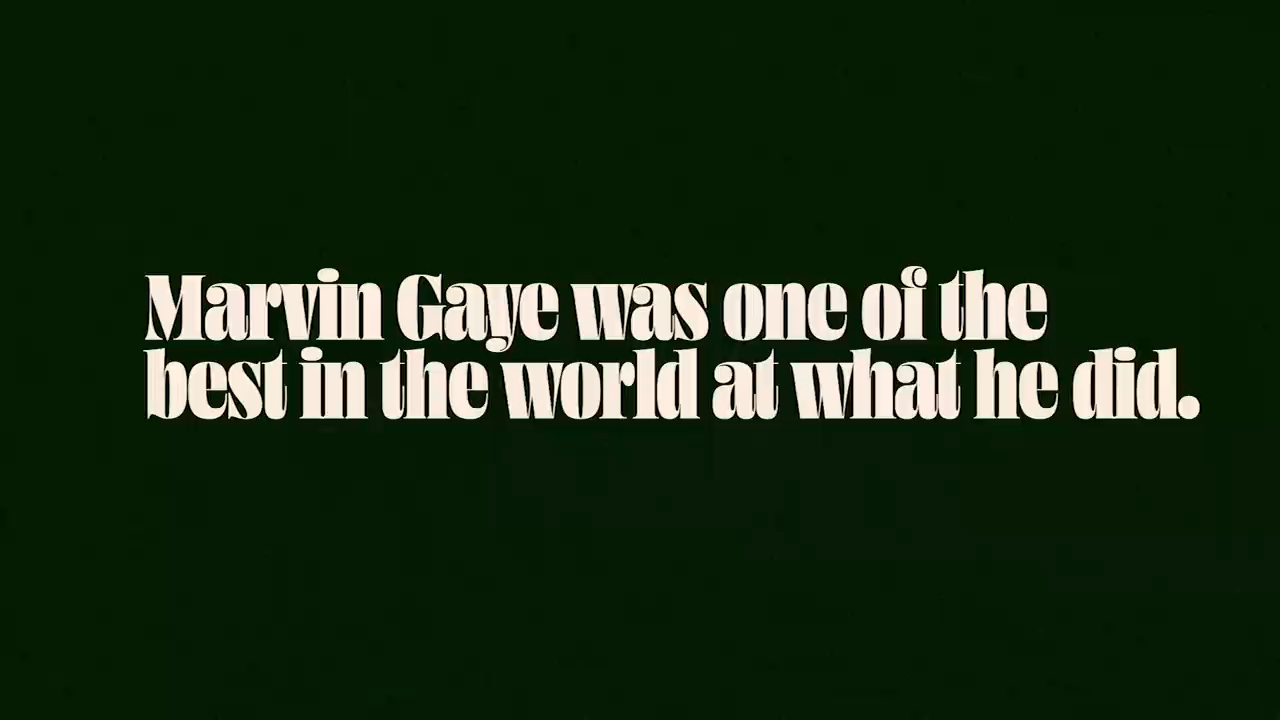 Marvin Gaye was one of the
best in the world at what he did.